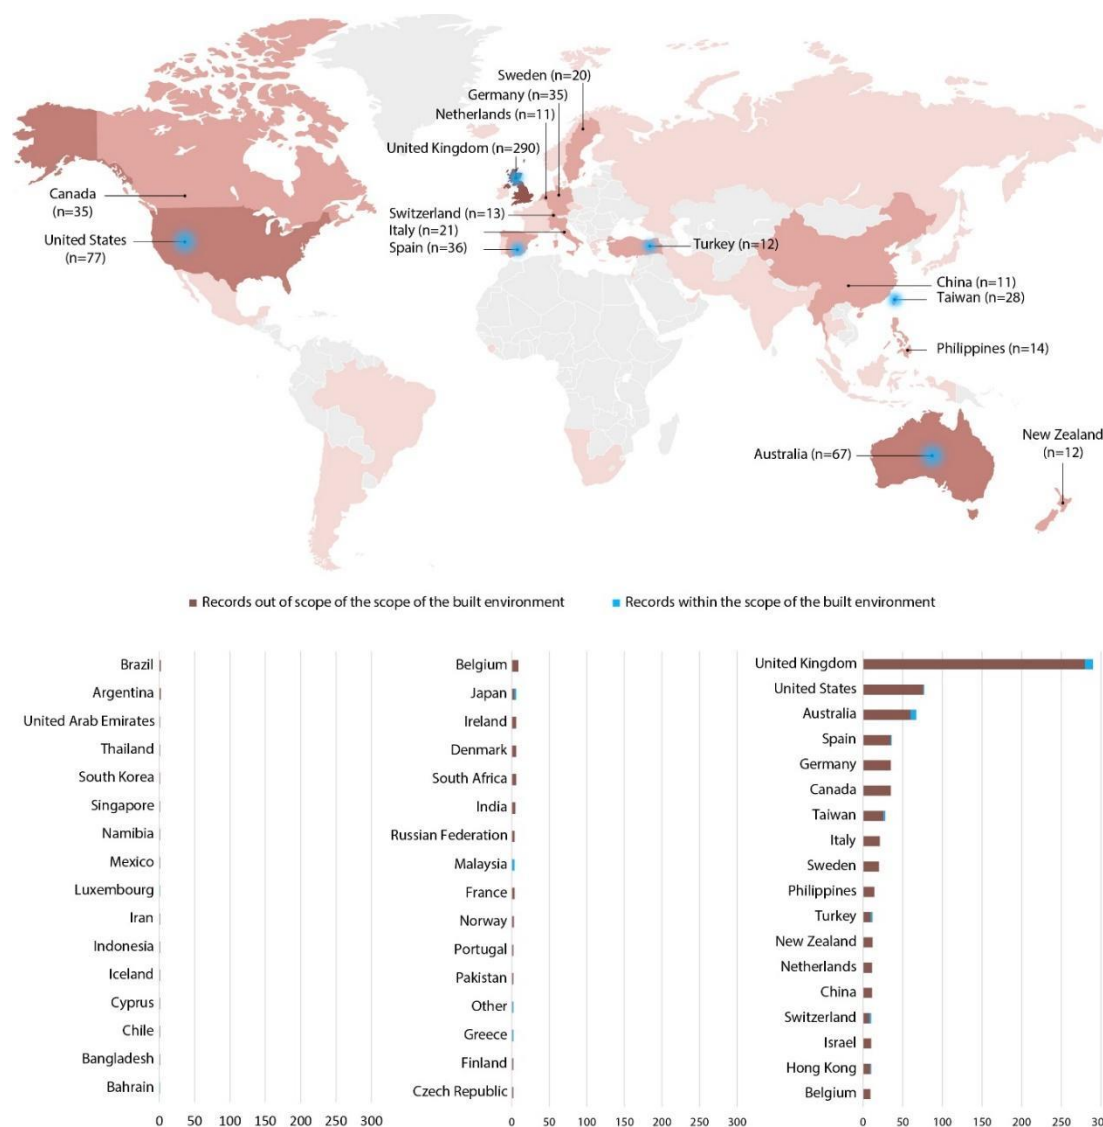 Sweden (n=20)
Germany (n=35)
Netherlands (n=11)
United Kingdom (n=290)
Canada
(n=35)
United States
(n=77)
Switzerland (n=13)
Italy (n=21)
Spain (n=36)
Turkey (n=12)
China (n=11)
Taiwan (n=28)
Philippines (n=14)
Australia (n=67)
New Zealand
(n=12)
Records out of scope of the scope of the built environment
Records within the scope of the built environment
Brazil
Argentina
United Arab Emirates
Thailand
South Korea
Singapore
Namibia
Mexico
Luxembourg
Iran
Indonesia
Iceland
Cyprus
Chile
Bangladesh
Bahrain
0 50 100 150 200 250 300
Belgium
Japan
Ireland
Denmark
South Africa
India
Russian Federation
Malaysia
France
Norway
Portugal
Pakistan
Other
Greece
Finland
Czech Republic
0 50 100 150 200 250 300
United Kingdom
United States
Australia
Spain
Germany
Canada
Taiwan
Italy
Sweden
Philippines
Turkey
New Zealand
Netherlands
China
Switzerland
Israel
Hong Kong
Belgium
0 50 100 150 200 250 300